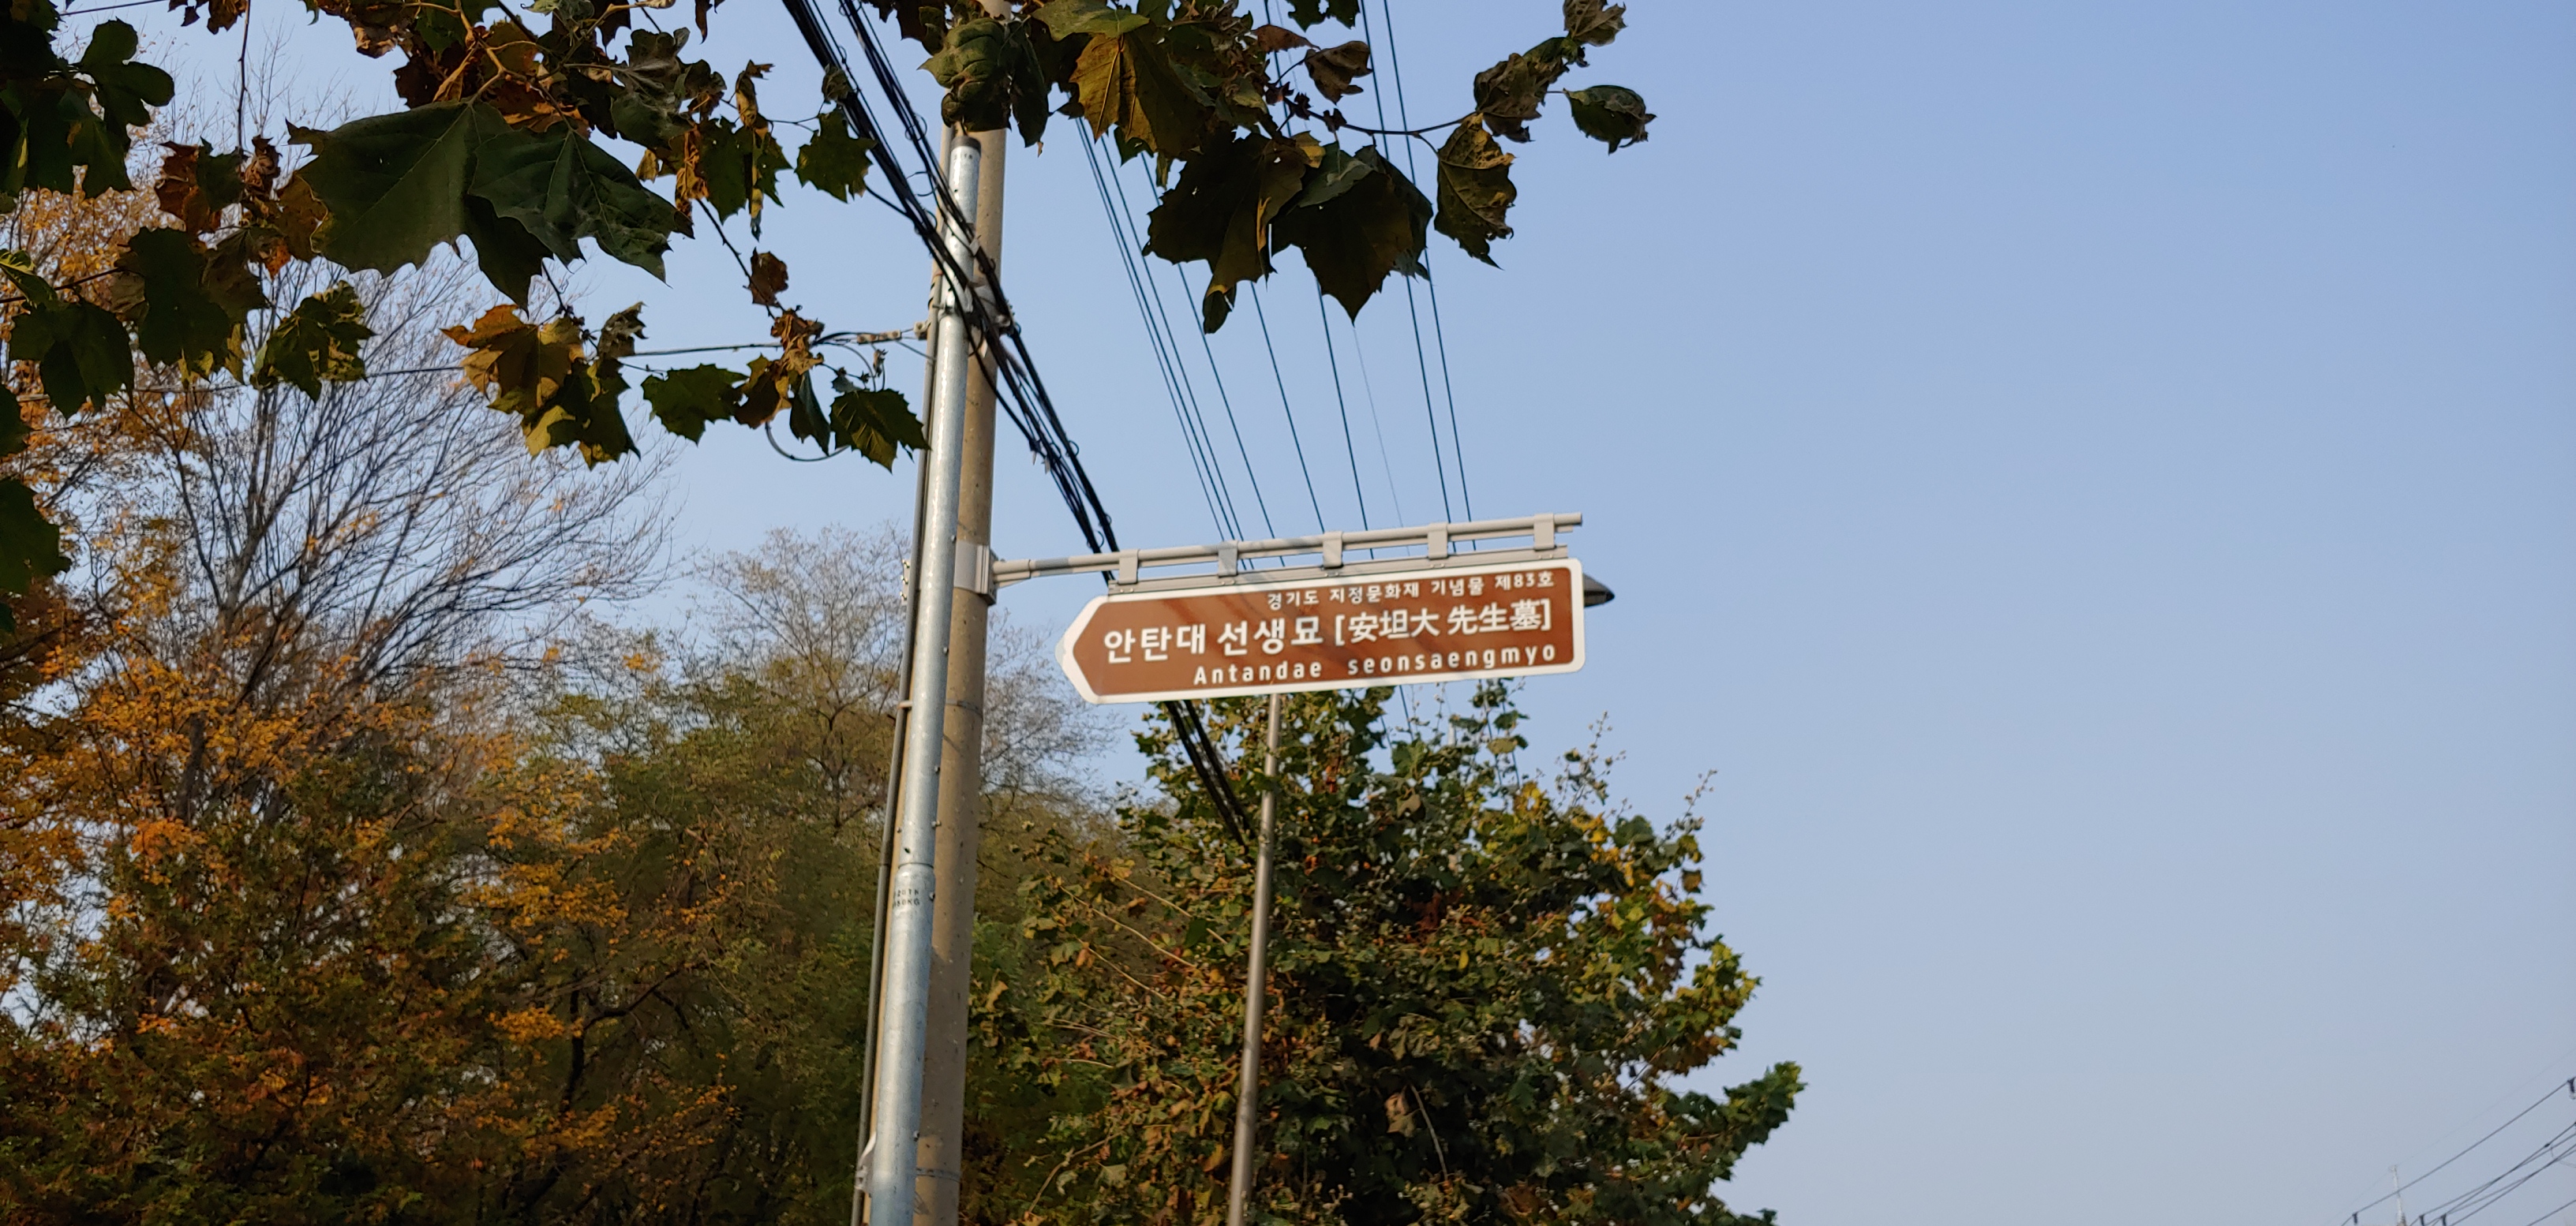 경기도 지정문화재 기념물 제83호
안탄대 선생묘 [安坦大 先生墓]
Antandae seonsaengmyo